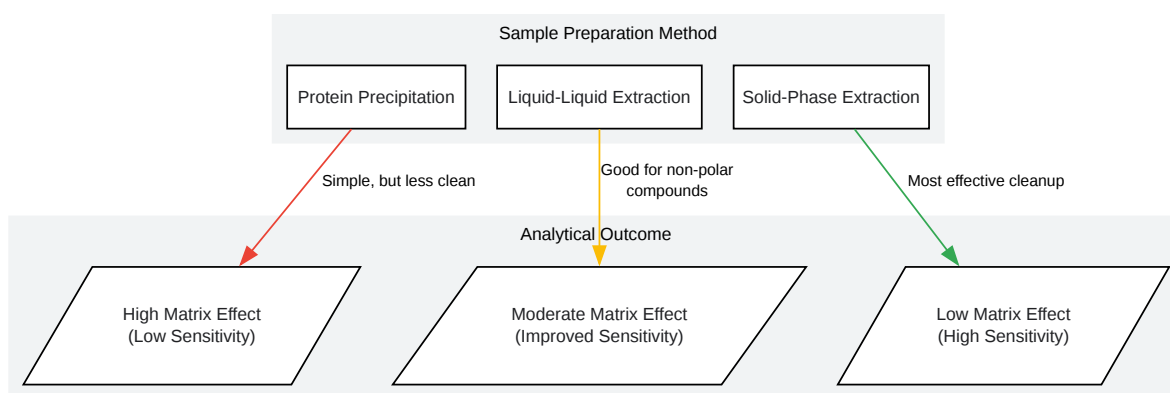 Sample Preparation Method
Protein Precipitation
Liquid-Liquid Extraction
Solid-Phase Extraction
Simple, but less clean
Good for non-polar
compounds
Most effective cleanup
Analytical Outcome
High Matrix Effect
(Low Sensitivity)
Moderate Matrix Effect
(Improved Sensitivity)
Low Matrix Effect
(High Sensitivity)